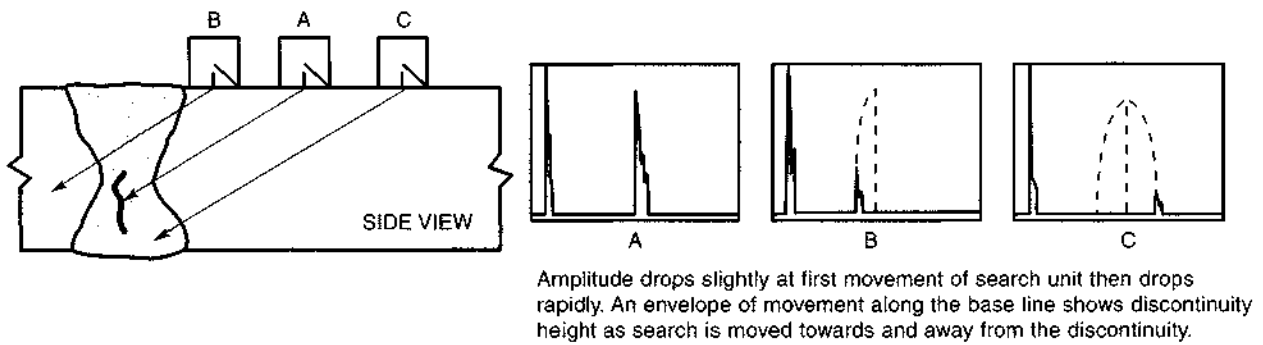 B A C
SIDE VIEW
A B C
Amplitude drops slightly at first movement of search unit then drops
rapidly. An envelope of movement along the base line shows discontinuity
height as search is moved towards and away from the discontinuity.